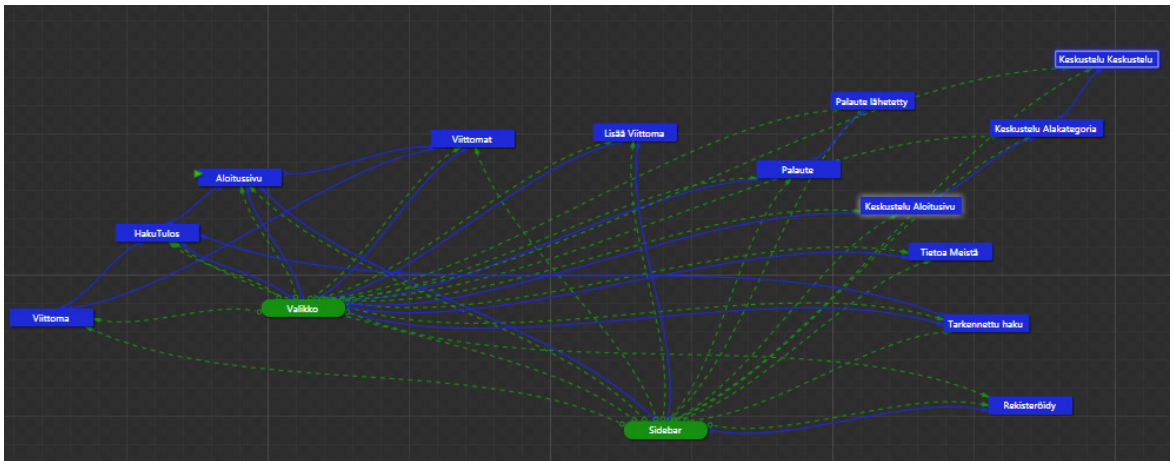 Keskustelu Keskustelu
Palaute lähetetty
Keskustelu Alakategoria
Viittomat
Lisää Viittoma
Palaute
Aloitussivu
Keskustelu Aloitusivu
HakuTulos
Tietoa Meistä
Valikko
Viittoma
Tarkennettu haku
Rekisteröidy
Sidebar